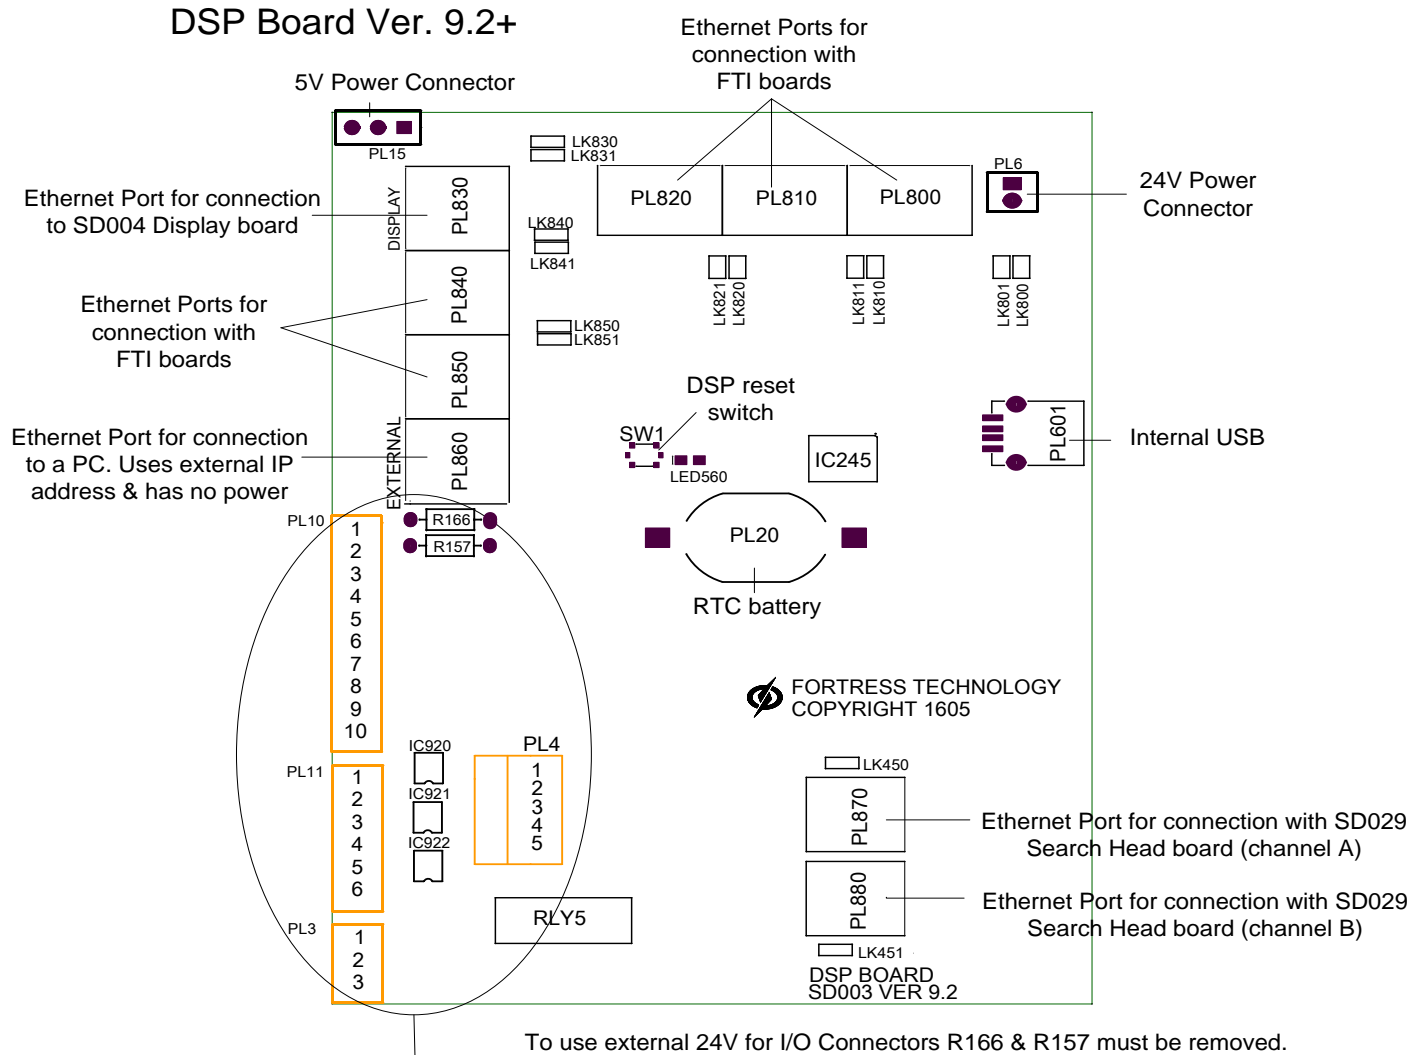 DSP Board Ver. 9.2+
Ethernet Ports for
connection with
FTI boards
5V Power Connector
PL15
LK830
LK831
PL6
24V Power
Connector
Ethernet Port for connection
to SD004 Display board
DISPLAY
PL830
PL820
PL810
PL800
LK840
LK841
LK821
LK820
LK811
LK810
LK801
LK800
Ethernet Ports for
connection with
FTI boards
PL840
PL850
LK850
LK851
DSP reset
switch
SW1
LED560
IC245
PL601
Internal USB
Ethernet Port for connection
to a PC. Uses external IP
address & has no power
EXTERNAL
PL860
R166
R157
PL20
RTC battery
PL10
1
2
3
4
5
6
7
8
9
10
FORTRESS TECHNOLOGY
COPYRIGHT 1605
PL11
1
2
3
4
5
6
IC920
IC921
IC922
PL4
1
2
3
4
5
LK450
PL870
Ethernet Port for connection with SD029
Search Head board (channel A)
PL880
Ethernet Port for connection with SD029
Search Head board (channel B)
LK451
PL3
1
2
3
RLY5
DSP BOARD
SD003 VER 9.2
To use external 24V for I/O Connectors R166 & R157 must be removed.